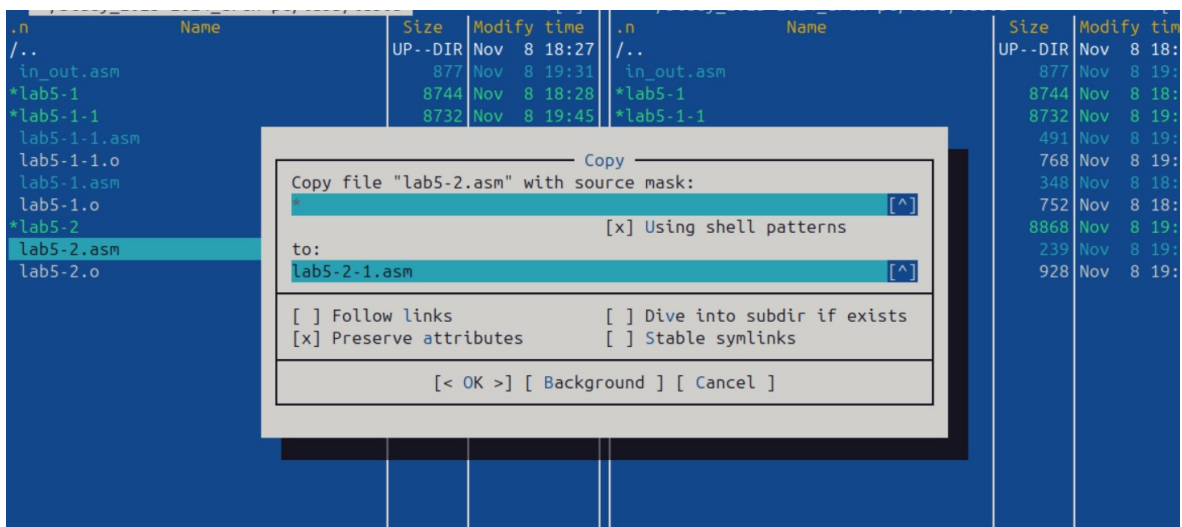 .n Name Size Modify time .n Name Size Modify tim
/.. UP--DIR Nov 8 18:27 /.. UP--DIR Nov 8 18:
in_out.asm 877 Nov 8 19:31 in_out.asm 877 Nov 8 19:
*lab5-1 8744 Nov 8 18:28 *lab5-1 8744 Nov 8 18:
*lab5-1-1 8732 Nov 8 19:45 *lab5-1-1 8732 Nov 8 19:
lab5-1-1.asm 491 Nov 8 19:
lab5-1-1.o Copy 768 Nov 8 19:
lab5-1.asm Copy file "lab5-2.asm" with source mask: 348 Nov 8 18:
lab5-1.o * [^] 752 Nov 8 18:
*lab5-2 [x] Using shell patterns 8868 Nov 8 19:
lab5-2.asm to: 239 Nov 8 19:
lab5-2.o lab5-2-1.asm [^] 928 Nov 8 19:
[ ] Follow links [ ] Dive into subdir if exists
[x] Preserve attributes [ ] Stable symlinks
[< OK >] [ Background ] [ Cancel ]